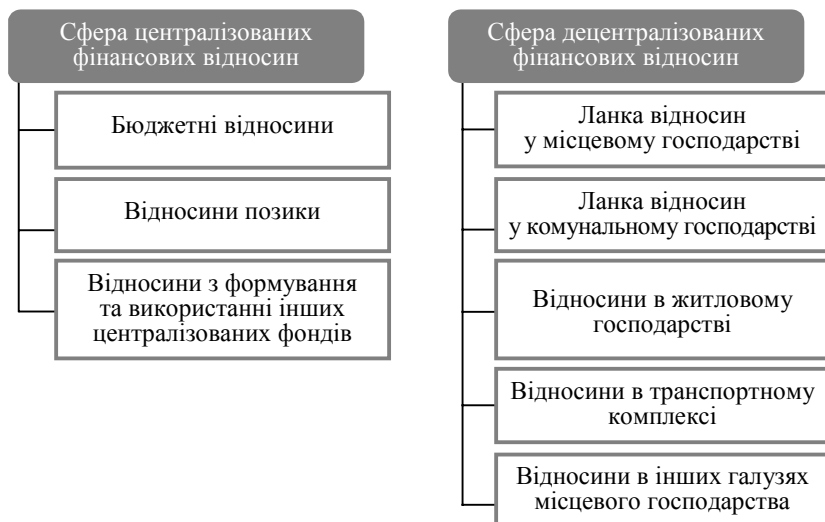 Сфера централізованих
фінансових відносин
Бюджетні відносини
Відносини позики
Відносини з формування
та використанні інших
централізованих фондів
Сфера децентралізованих
фінансових відносин
Ланка відносин
у місцевому господарстві
Ланка відносин
у комунальному господарстві
Відносини в житловому
господарстві
Відносини в транспортному
комплексі
Відносини в інших галузях
місцевого господарства